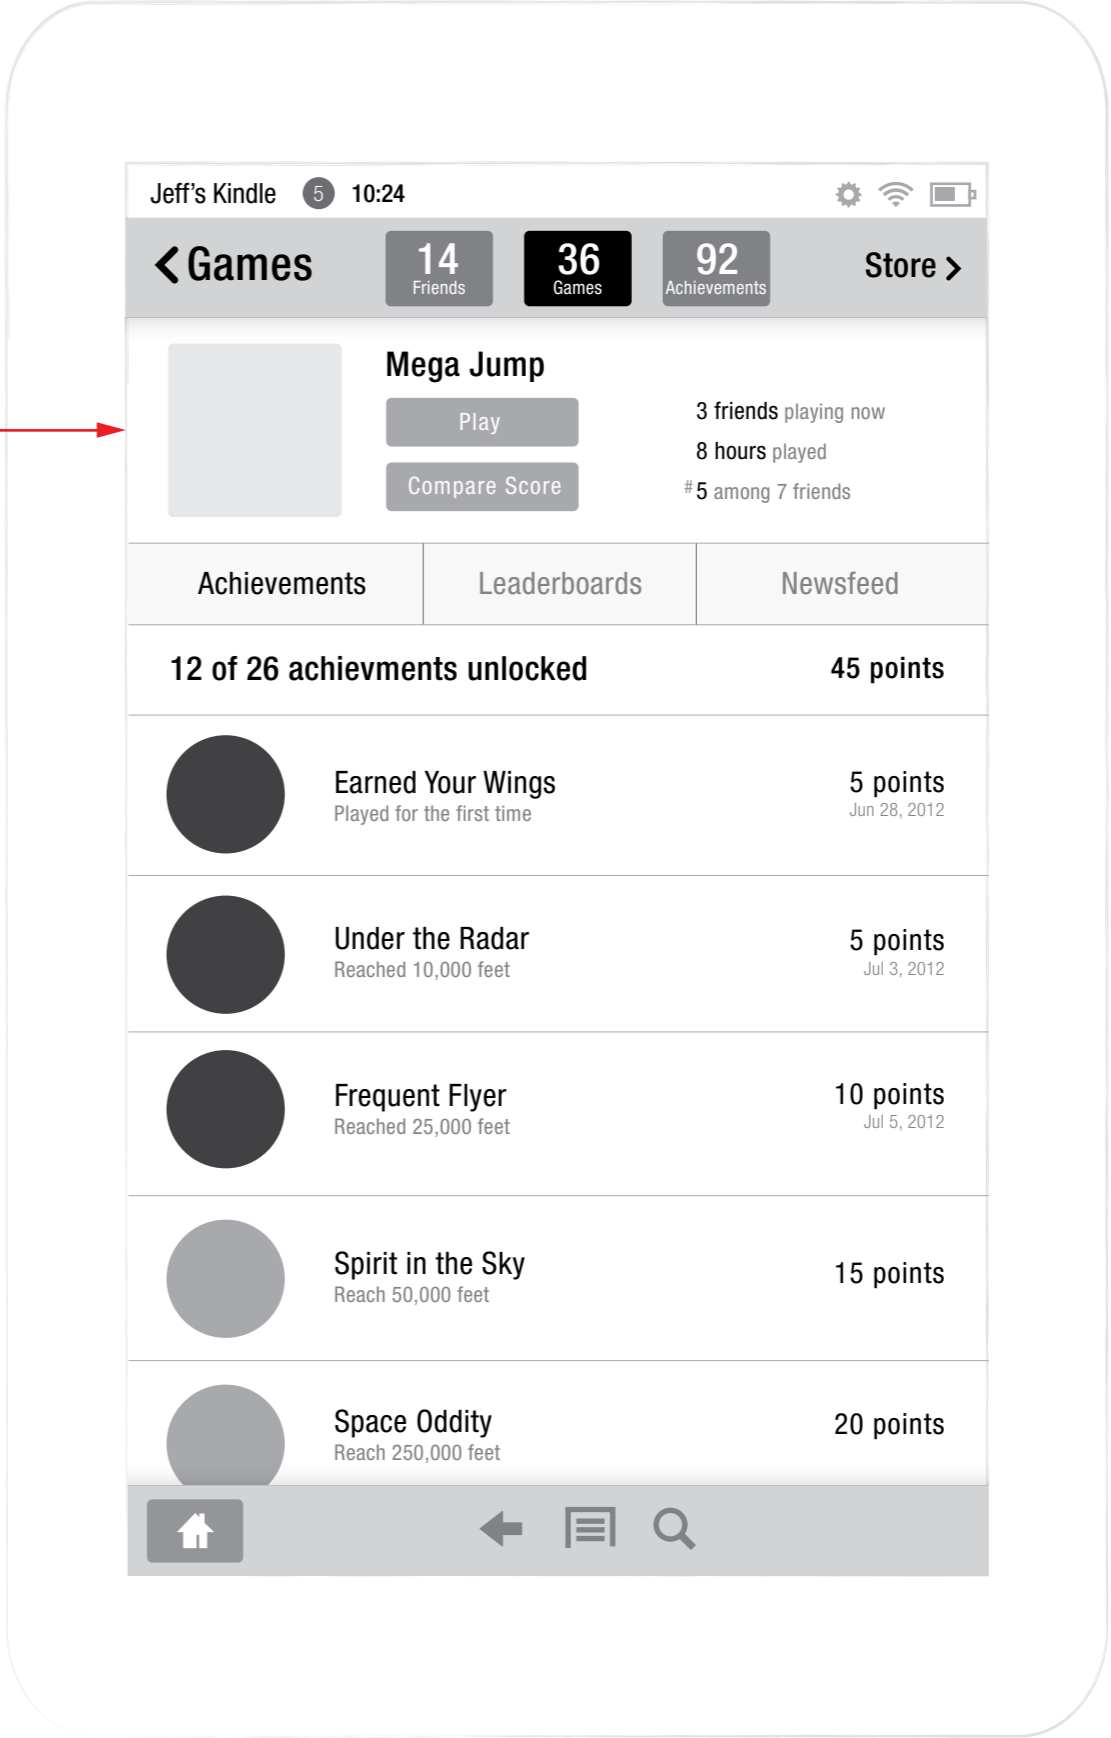 Jeff's Kindle 5 10:24
Games
14
Friends
36
Games
92
Achievements
Store
Mega Jump
Play
Compare Score
3 friends playing now
8 hours played
#5 among 7 friends
Achievements
Leaderboards
Newsfeed
12 of 26 achievments unlocked
45 points
Earned Your Wings
Played for the first time
5 points
Jun 28, 2012
Under the Radar
Reached 10,000 feet
5 points
Jul 3, 2012
Frequent Flyer
Reached 25,000 feet
10 points
Jul 5, 2012
Spirit in the Sky
Reach 50,000 feet
15 points
Space Oddity
Reach 250,000 feet
20 points